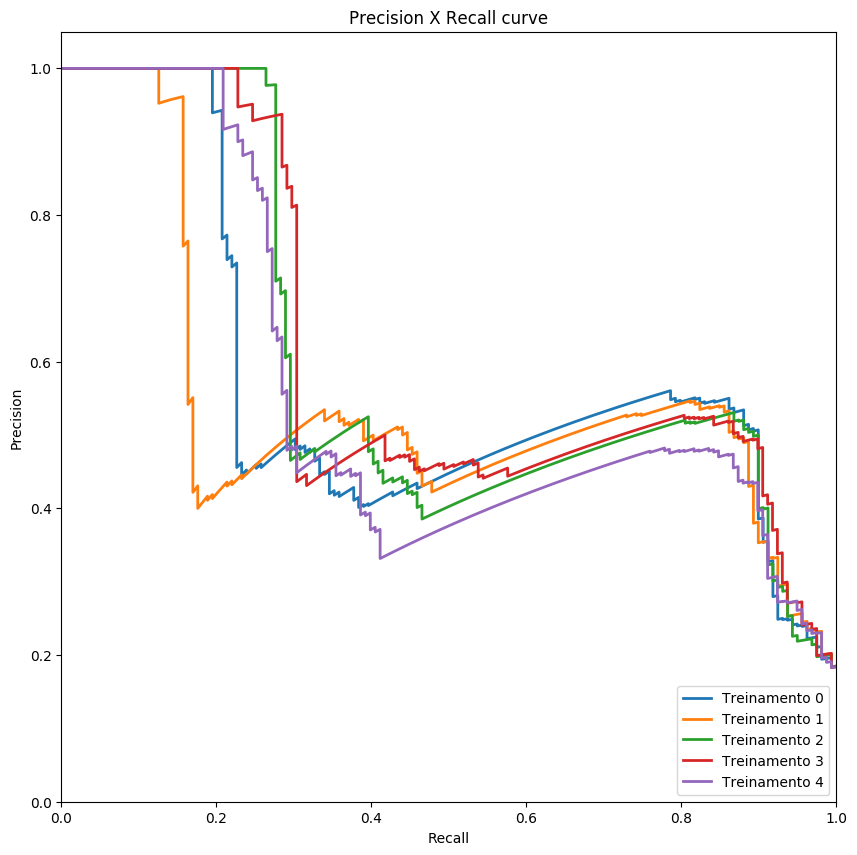 Precision X Recall curve
1.0
0.8
0.6
0.4
0.2
0.0
Precision
0.0 0.2 0.4 0.6 0.8 1.0
Recall
Treinamento 0
Treinamento 1
Treinamento 2
Treinamento 3
Treinamento 4